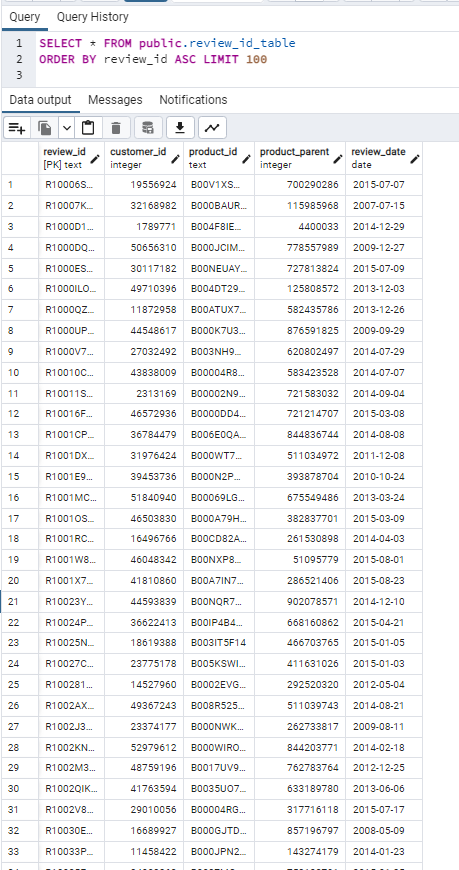 Query Query History
1 SELECT * FROM public.review_id_table
2 ORDER BY review_id ASC LIMIT 100
3
Data output Messages Notifications
review_id customer_id product_id product_parent review_date
[PK] text integer text integer date
1 R10006S... 19556924 B00V1XS... 700290286 2015-07-07
2 R10007K... 32168982 B000BAUR... 115985968 2007-07-15
3 R1000D1... 1789771 B004F8IE... 4400033 2014-12-29
4 R1000DQ... 50656310 B000JCIM... 778557989 2009-12-27
5 R1000ES... 30117182 B00NEUAY... 727813824 2015-07-09
6 R1000ILO... 49710396 B004DT29... 125808572 2013-12-03
7 R1000QZ... 11872958 B00ATUX7... 582435786 2013-12-26
8 R1000UP... 44548617 B000K7U3... 876591825 2009-09-29
9 R1000V7... 27032492 B003NH9... 620802497 2014-07-29
10 R10010C... 43838009 B00004R8... 583423528 2014-07-07
11 R10011S... 2313169 B00002N9... 721583032 2014-09-04
12 R10016F... 46572936 B0000DD4... 721214707 2015-03-08
13 R1001CP... 36784479 B006E0QA... 844836744 2014-08-08
14 R1001DX... 31976424 B000WT7... 511034972 2011-12-08
15 R1001E9... 39453736 B000N2P... 393878704 2010-10-24
16 R1001MC... 51840940 B00069LG... 675549486 2013-03-24
17 R1001OS... 46503830 B000A79H... 382837701 2015-03-09
18 R1001RC... 16496766 B00CD82A... 261530898 2014-04-03
19 R1001W8... 46048342 B00NXP8... 51095779 2015-08-01
20 R1001X7... 41810860 B00A7IN7... 286521406 2015-08-23
21 R10023Y... 44593839 B00NQR7... 902078571 2014-12-10
22 R10024P... 36622413 B00IP4B4... 668160862 2015-04-21
23 R10025N... 18619388 B003IT5F14 466703765 2015-01-05
24 R10027C... 23775178 B005KSWI... 411631026 2015-01-03
25 R100281... 14527960 B0002EVG... 292520320 2012-05-04
26 R1002AX... 49367243 B008R525... 511039743 2014-08-21
27 R1002J3... 23374177 B000NWK... 262733817 2009-08-11
28 R1002KN... 52979612 B000WIRO... 844203771 2014-02-18
29 R1002M3... 48759196 B0017UV9... 762783764 2012-12-25
30 R1002QIK... 41763594 B0035UO7... 633189780 2013-06-06
31 R1002V8... 29010056 B00004RG... 317716118 2015-07-17
32 R10030E... 16689927 B000GJTD... 857196797 2008-05-09
33 R10033P... 11458422 B000JPN2... 143274179 2014-01-23